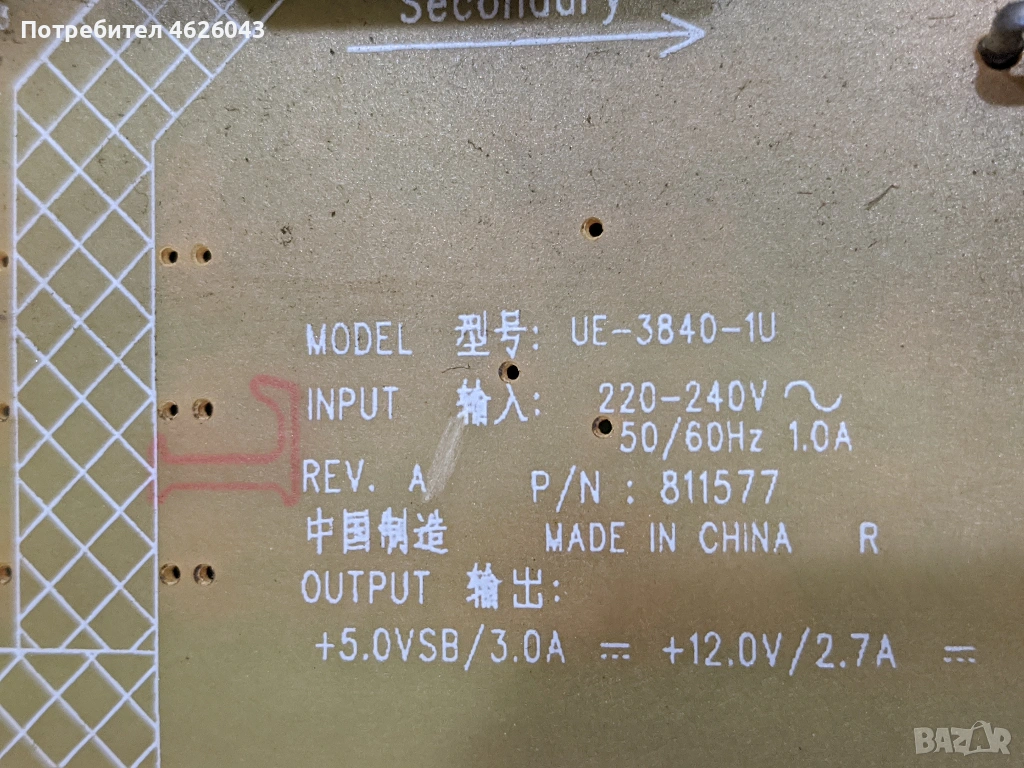 Потребител 4626043
Secondary
MODEL 型号: UE-3840-1U
INPUT 输入: 220-240V ~
50/60Hz 1.0A
REV. A P/N : 811577
中国制造 MADE IN CHINA R
OUTPUT 输出:
+5.0VSB/3.0A ⎓ +12.0V/2.7A ⎓
BAZAR